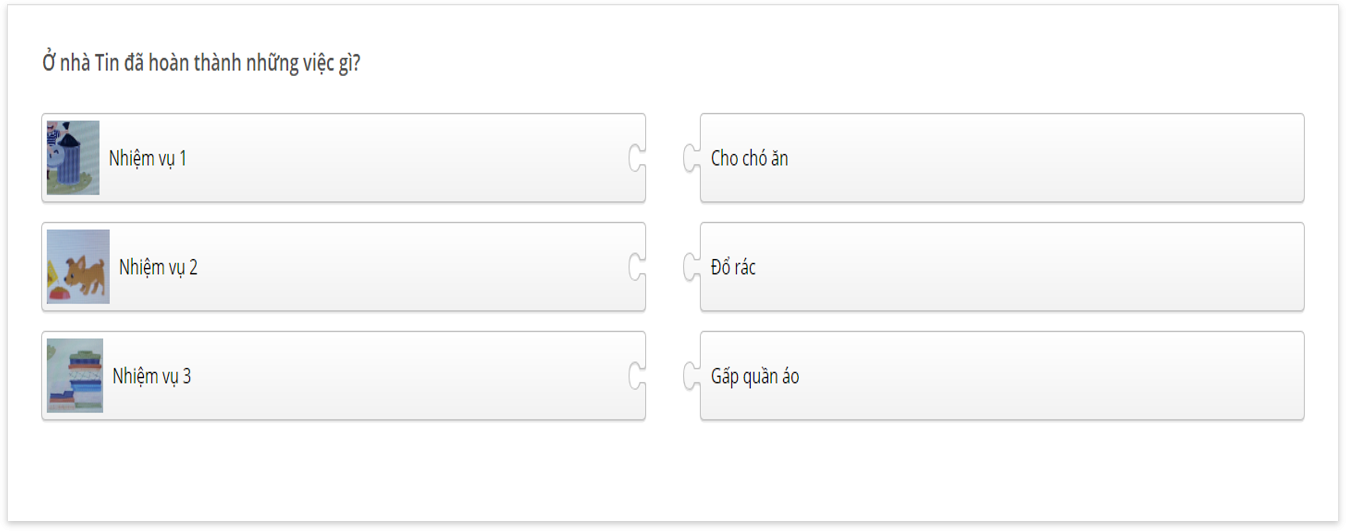 Ở nhà Tin đã hoàn thành những việc gì?
Nhiệm vụ 1
Cho chó ăn
Nhiệm vụ 2
Đổ rác
Nhiệm vụ 3
Gấp quần áo